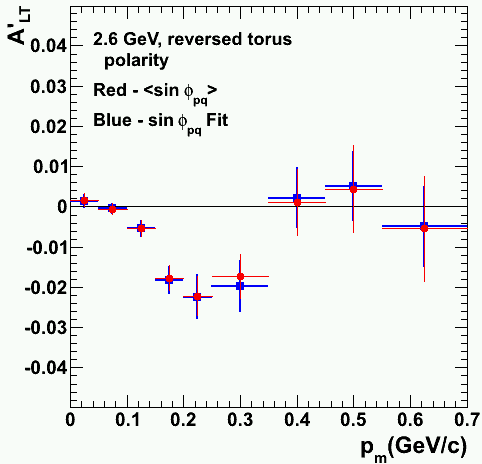 A'LT
0.04
0.03
0.02
0.01
0
-0.01
-0.02
-0.03
-0.04
2.6 GeV, reversed torus
polarity
Red - <sin ϕpq>
Blue - sin ϕpq Fit
0 0.1 0.2 0.3 0.4 0.5 0.6 0.7
pm(GeV/c)